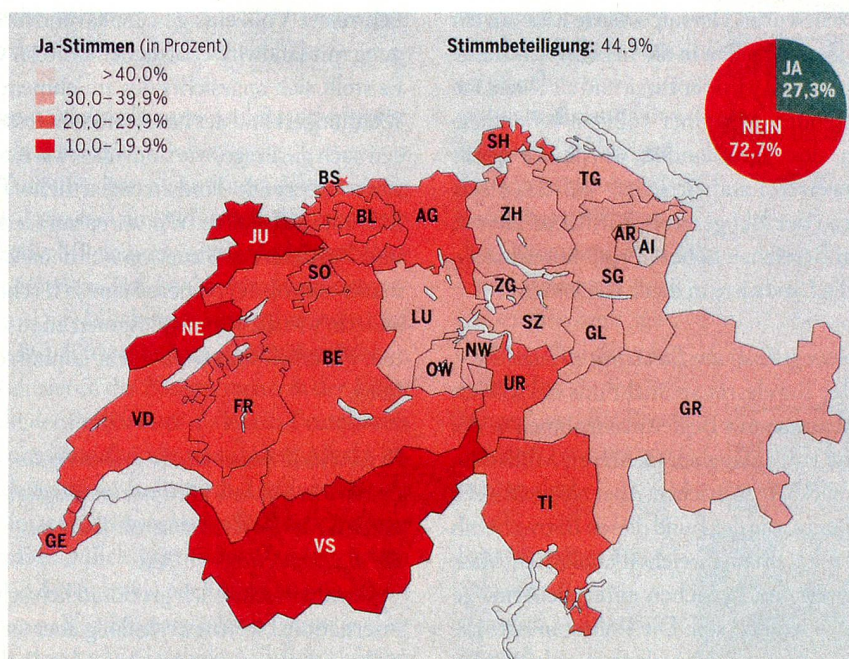 Ja-Stimmen (in Prozent)
>40,0%
30,0–39,9%
20,0–29,9%
10,0–19,9%
Stimmbeteiligung: 44,9%
JA
27,3%
NEIN
72,7%
SH
BS
TG
BL
AG
ZH
JU
AR
AI
SO
SG
ZG
LU
NE
SZ
GL
NW
BE
OW
UR
FR
GR
VD
TI
GE
VS